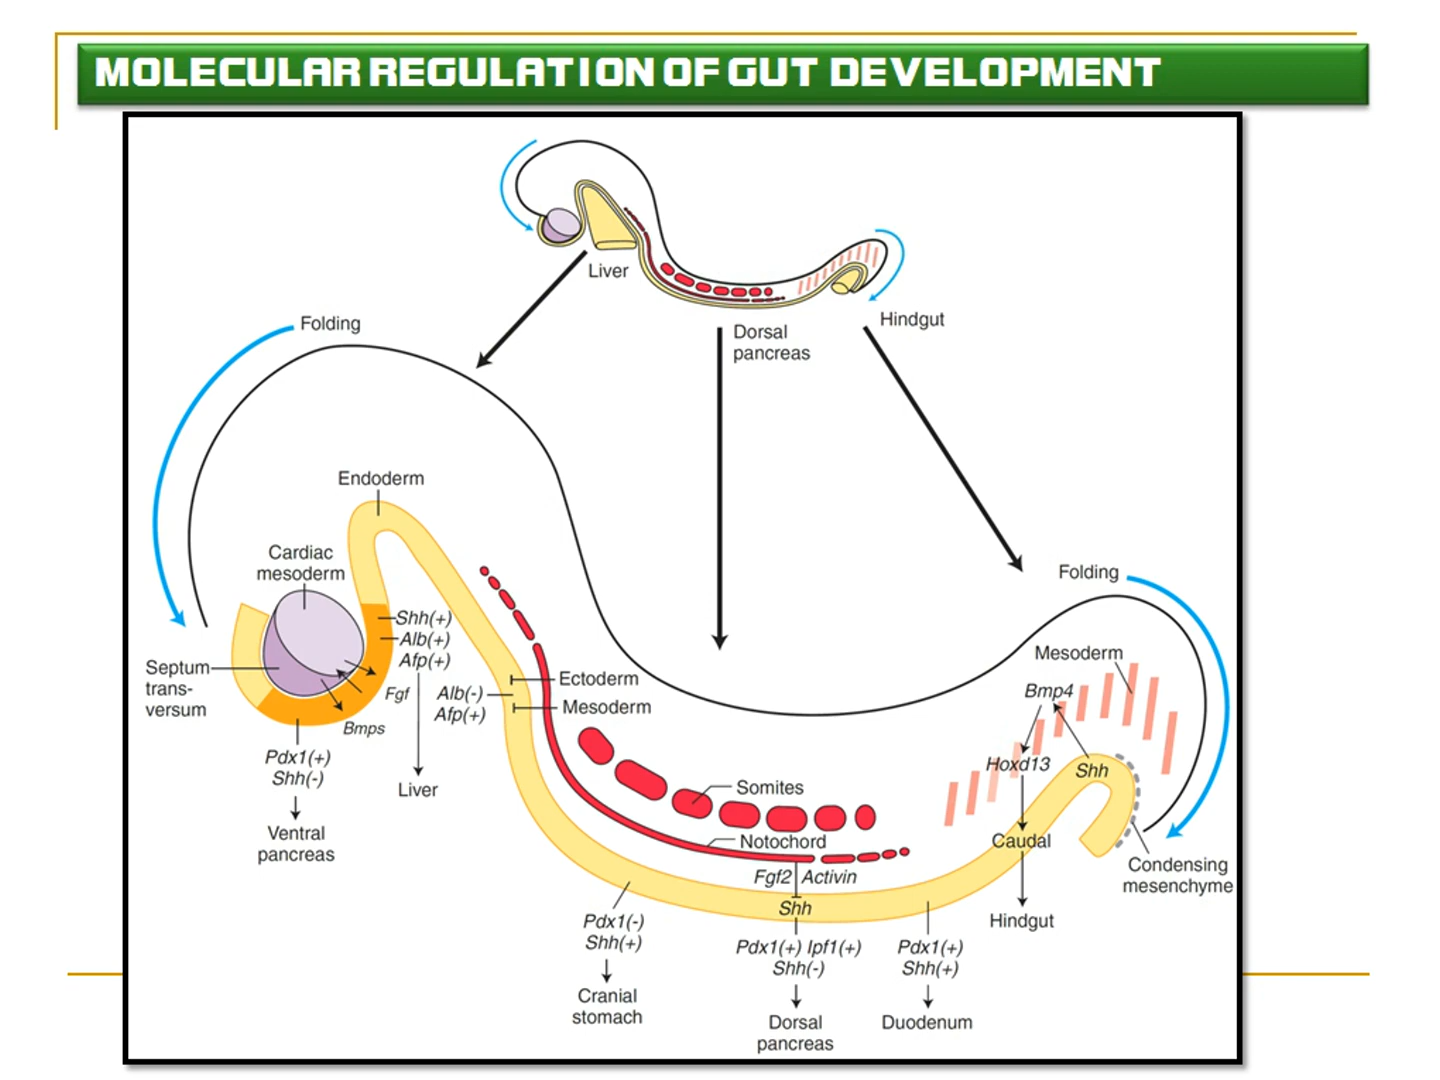 MOLECULAR REGULATION OF GUT DEVELOPMENT
Liver
Hindgut
Dorsal
pancreas
Folding
Endoderm
Cardiac
mesoderm
Septum
trans-
versum
Shh(+)
Alb(+)
Afp(+)
Fgf
Bmps
Liver
Pdx1(+)
Shh(-)
Ventral
pancreas
Alb(-)
Afp(+)
Ectoderm
Mesoderm
Somites
Notochord
Fgf2 Activin
Shh
Pdx1(-)
Shh(+)
Cranial
stomach
Pdx1(+) Ipf1(+)
Shh(-)
Dorsal
pancreas
Pdx1(+)
Shh(+)
Duodenum
Folding
Mesoderm
Bmp4
Hoxd13
Shh
Caudal
Hindgut
Condensing
mesenchyme